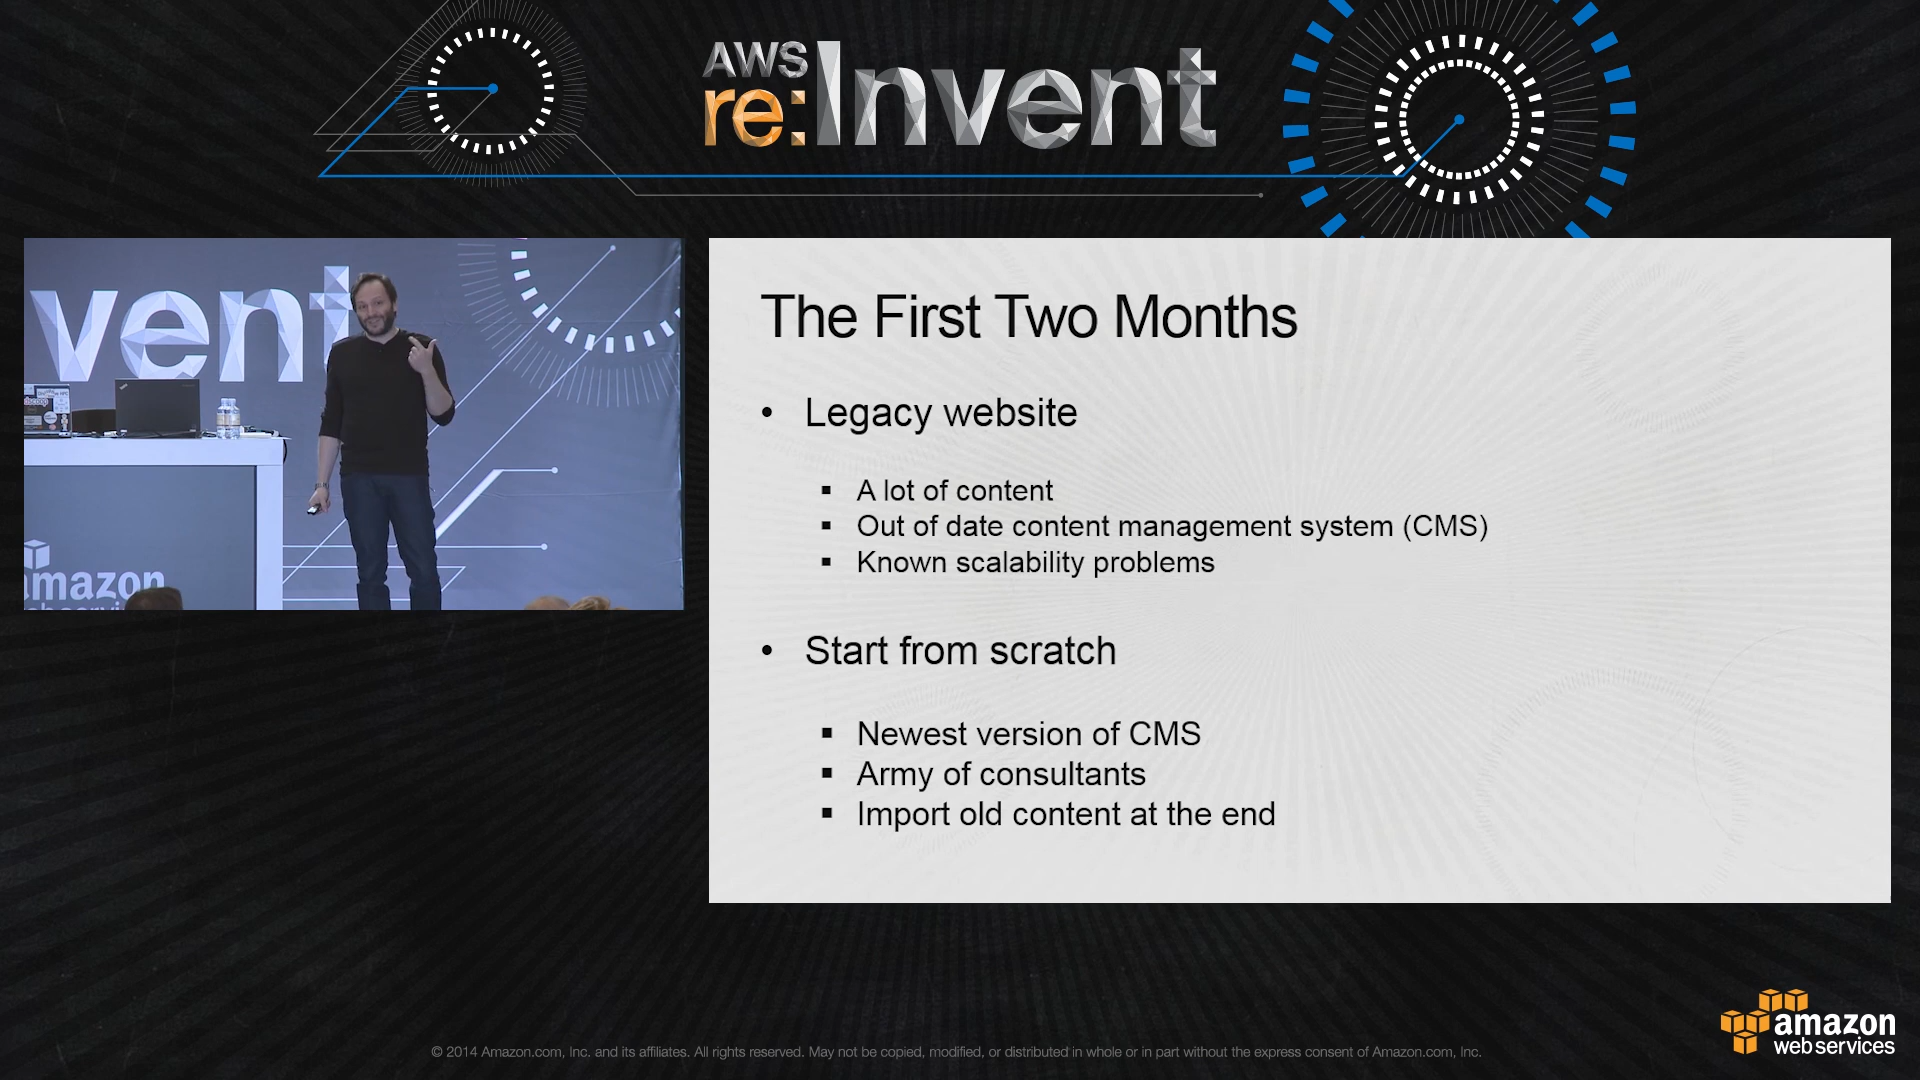 AWS
re:Invent
vent
amazon
The First Two Months
• Legacy website
▪ A lot of content
▪ Out of date content management system (CMS)
▪ Known scalability problems
• Start from scratch
▪ Newest version of CMS
▪ Army of consultants
▪ Import old content at the end
amazon
web services
© 2014 Amazon.com, Inc. and its affiliates. All rights reserved. May not be copied, modified, or distributed in whole or in part without the express consent of Amazon.com, Inc.